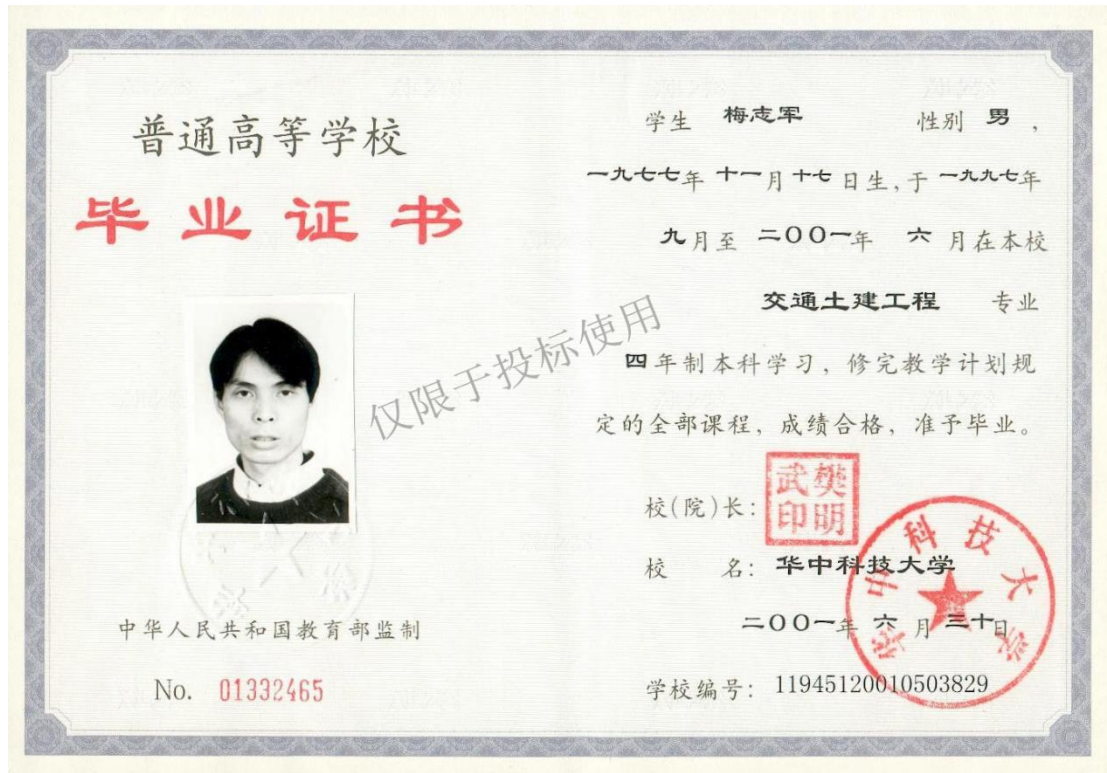 普通高等学校
毕业证书
中华人民共和国教育部监制
No. 01332465
学生 梅志军 性别 男，
一九七七年 十一月 十七 日生，于 一九九七年
九月至 二〇〇一年 六 月在本校
交通土建工程 专业
四年制本科学习，修完教学计划规
定的全部课程，成绩合格，准予毕业。
校(院)长：
樊明武印
校 名：华中科技大学
二〇〇一年 六 月 三十日
学校编号：11945120010503829
华中科技大学
仅限于投标使用